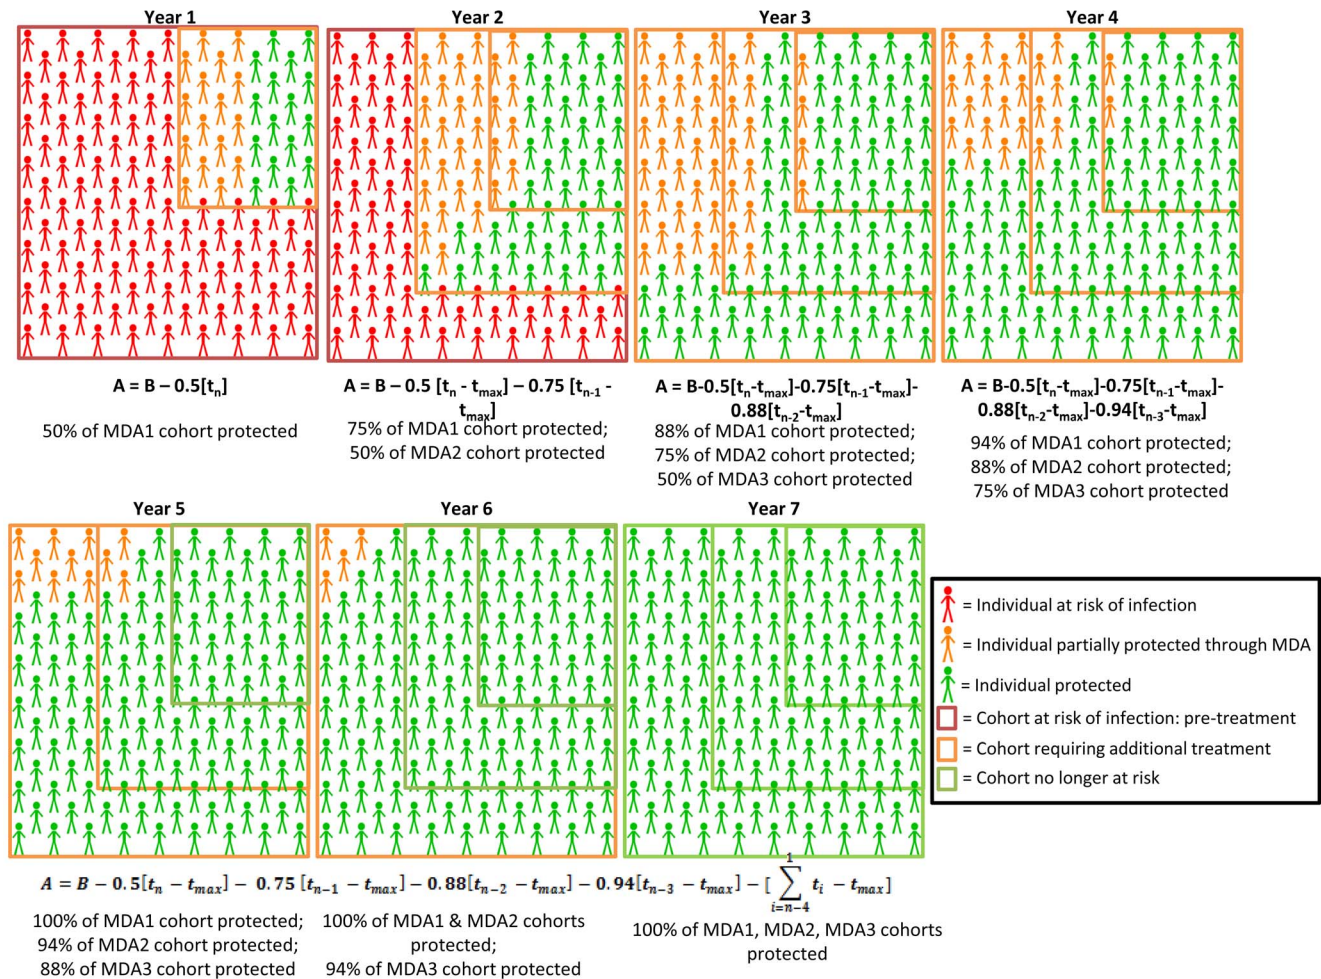 Year 1
Year 2
Year 3
Year 4
A = B – 0.5[tₙ]
50% of MDA1 cohort protected
A = B – 0.5 [tₙ - tₘₐₓ] – 0.75 [tₙ₋₁ -
tₘₐₓ]
75% of MDA1 cohort protected;
50% of MDA2 cohort protected
A = B-0.5[tₙ-tₘₐₓ]-0.75[tₙ₋₁-tₘₐₓ]-
0.88[tₙ₋₂-tₘₐₓ]
88% of MDA1 cohort protected;
75% of MDA2 cohort protected;
50% of MDA3 cohort protected
A = B-0.5[tₙ-tₘₐₓ]-0.75[tₙ₋₁-tₘₐₓ]-
0.88[tₙ₋₂-tₘₐₓ]-0.94[tₙ₋₃-tₘₐₓ]
94% of MDA1 cohort protected;
88% of MDA2 cohort protected;
75% of MDA3 cohort protected
Year 5
Year 6
Year 7
= Individual at risk of infection
= Individual partially protected through MDA
= Individual protected
= Cohort at risk of infection: pre-treatment
= Cohort requiring additional treatment
= Cohort no longer at risk
A = B – 0.5[tₙ – tₘₐₓ] – 0.75 [tₙ₋₁ – tₘₐₓ] – 0.88[tₙ₋₂ – tₘₐₓ] – 0.94[tₙ₋₃ – tₘₐₓ] – [ ∑_{i=n-4}^{1} tᵢ – tₘₐₓ]
100% of MDA1 cohort protected;
94% of MDA2 cohort protected;
88% of MDA3 cohort protected
100% of MDA1 & MDA2 cohorts
protected;
94% of MDA3 cohort protected
100% of MDA1, MDA2, MDA3 cohorts
protected